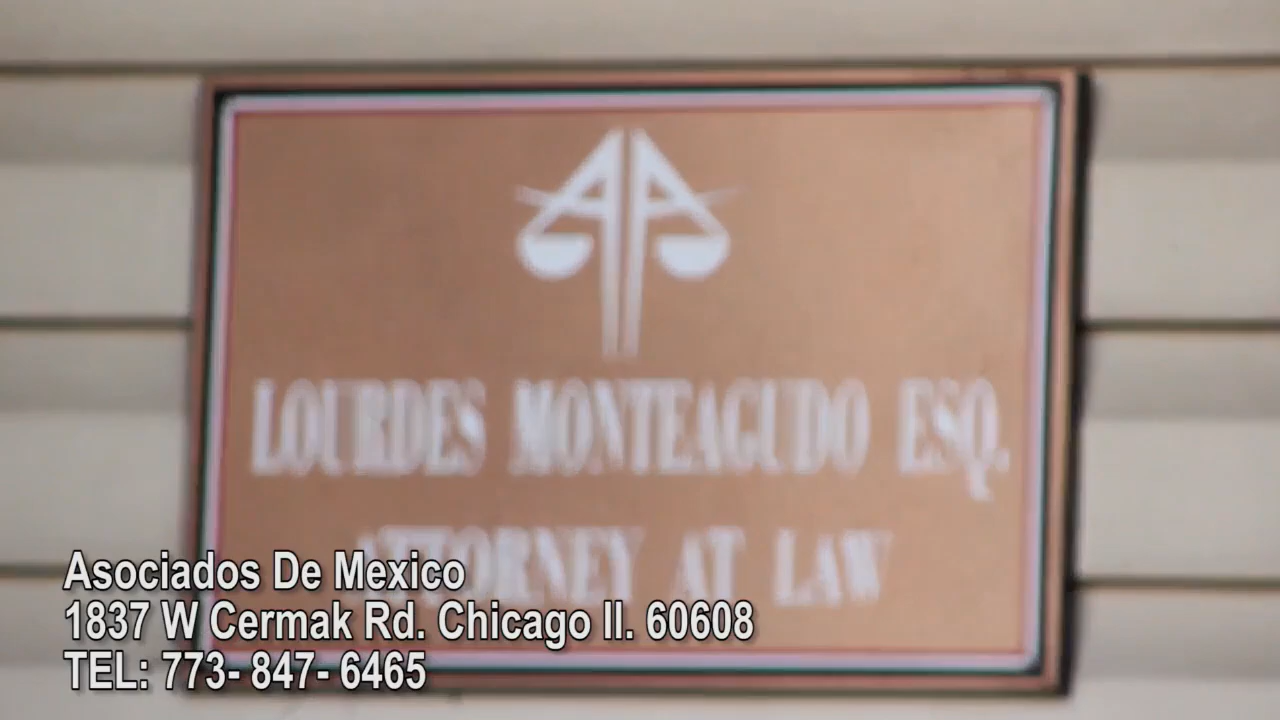 LOURDES MONTEAGUDO ESQ.
ATTORNEY AT LAW
Asociados De Mexico
1837 W Cermak Rd. Chicago Il. 60608
TEL: 773- 847- 6465